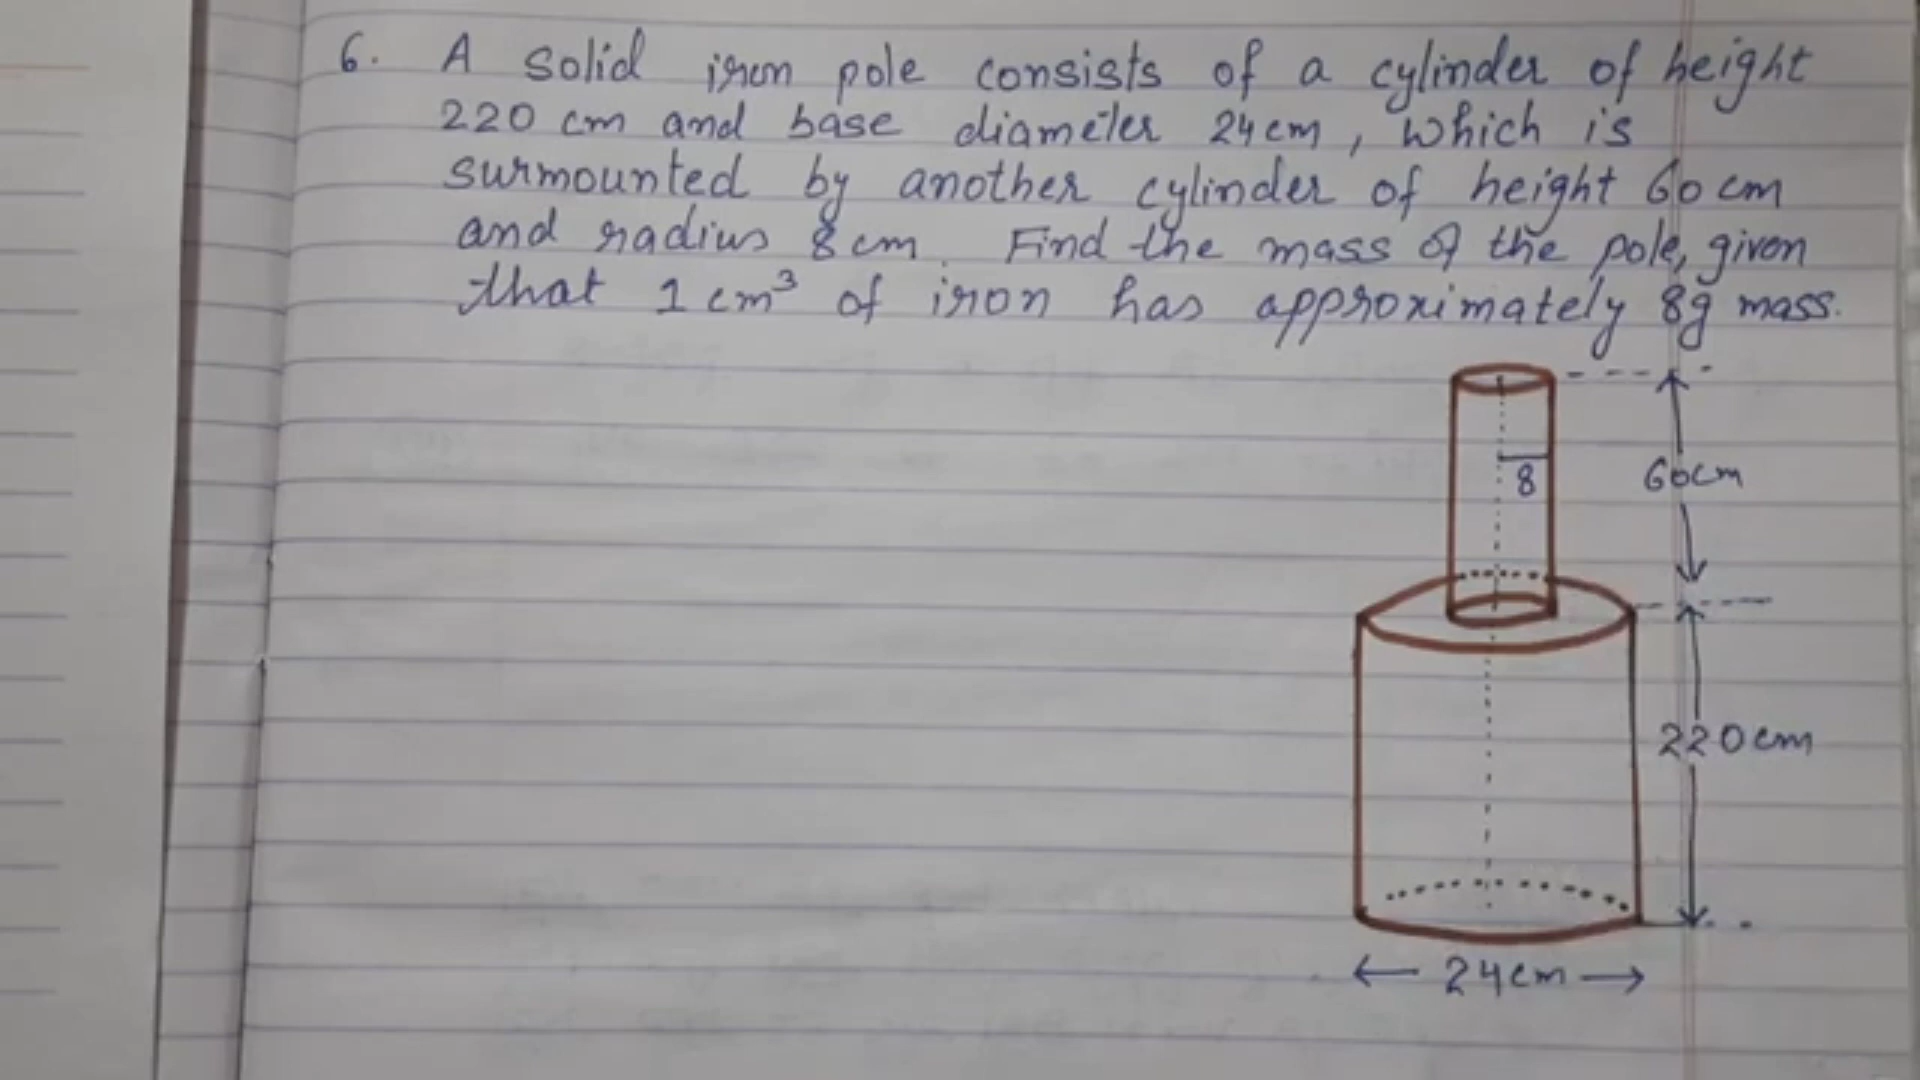 6. A solid iron pole consists of a cylinder of height
220 cm and base diameter 24cm, which is
surmounted by another cylinder of height 60 cm
and radius 8 cm. Find the mass of the pole, given
that 1 cm³ of iron has approximately 8g mass.
8
60cm
220cm
24cm